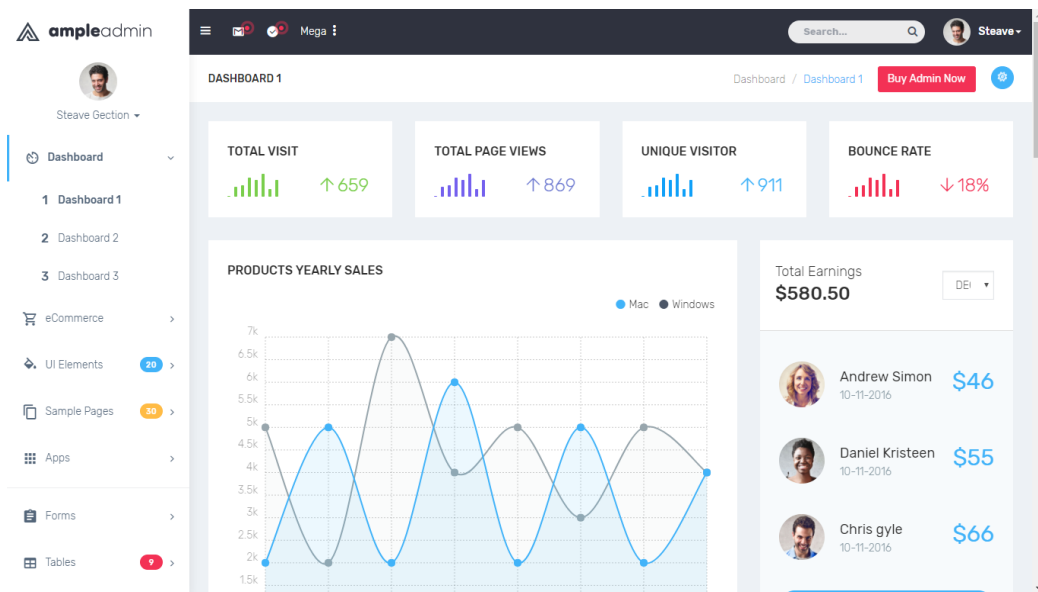 ampleadmin
Mega
Search...
Steave
Steave Gection
Dashboard
1 Dashboard 1
2 Dashboard 2
3 Dashboard 3
eCommerce
UI Elements 20
Sample Pages 30
Apps
Forms
Tables 9
DASHBOARD 1
Dashboard / Dashboard 1
Buy Admin Now
TOTAL VISIT
659
TOTAL PAGE VIEWS
869
UNIQUE VISITOR
911
BOUNCE RATE
18%
PRODUCTS YEARLY SALES
Mac Windows
7k
6.5k
6k
5.5k
5k
4.5k
4k
3.5k
3k
2.5k
2k
1.5k
Total Earnings
$580.50
Andrew Simon
10-11-2016
$46
Daniel Kristeen
10-11-2016
$55
Chris gyle
10-11-2016
$66